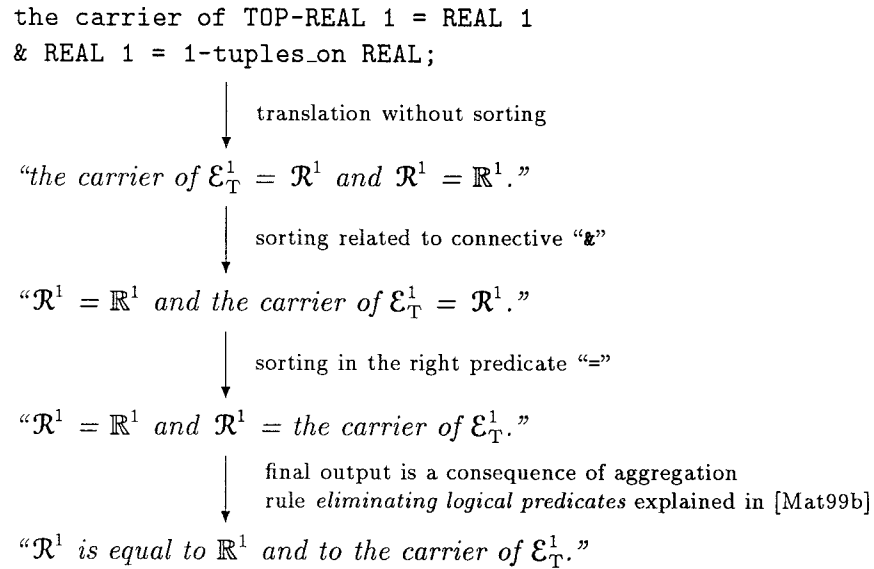 the carrier of TOP-REAL 1 = REAL 1
& REAL 1 = 1-tuples_on REAL;
translation without sorting
“the carrier of ℰ¹_T = ℛ¹ and ℛ¹ = ℝ¹.”
sorting related to connective “&”
“ℛ¹ = ℝ¹ and the carrier of ℰ¹_T = ℛ¹.”
sorting in the right predicate “=”
“ℛ¹ = ℝ¹ and ℛ¹ = the carrier of ℰ¹_T.”
final output is a consequence of aggregation
rule eliminating logical predicates explained in [Mat99b]
“ℛ¹ is equal to ℝ¹ and to the carrier of ℰ¹_T.”